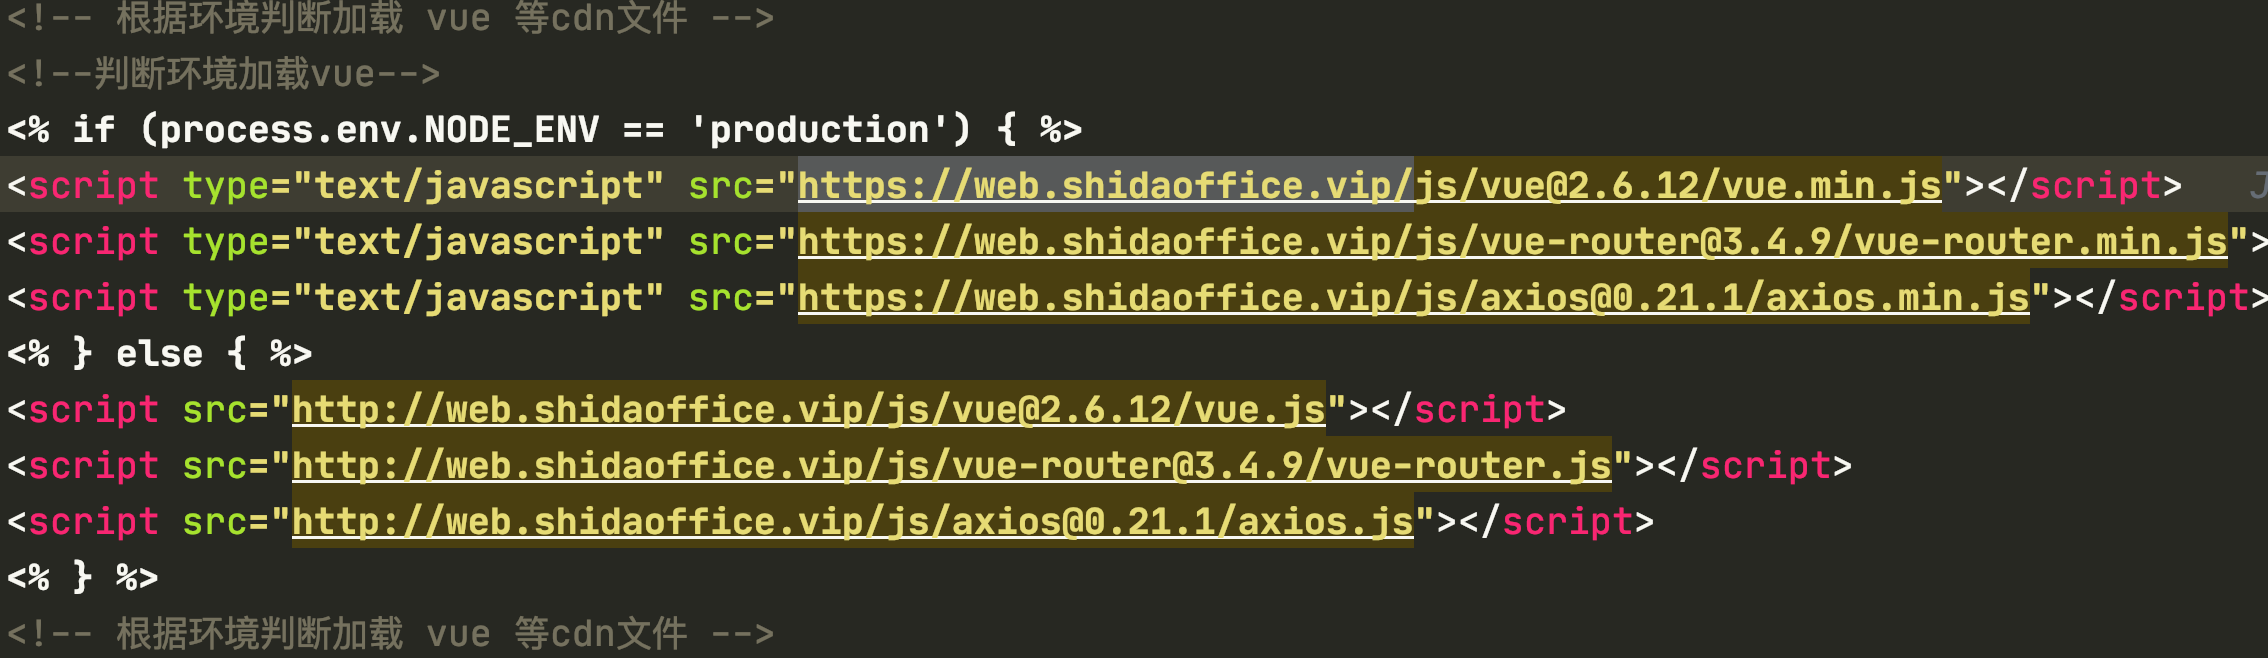 <!-- 根据环境判断加载 vue 等cdn文件 -->
<!--判断环境加载vue-->
<% if (process.env.NODE_ENV == 'production') { %>
<script type="text/javascript" src="https://web.shidaoffice.vip/js/vue@2.6.12/vue.min.js"></script> J
<script type="text/javascript" src="https://web.shidaoffice.vip/js/vue-router@3.4.9/vue-router.min.js">
<script type="text/javascript" src="https://web.shidaoffice.vip/js/axios@0.21.1/axios.min.js"></script>
<% } else { %>
<script src="http://web.shidaoffice.vip/js/vue@2.6.12/vue.js"></script>
<script src="http://web.shidaoffice.vip/js/vue-router@3.4.9/vue-router.js"></script>
<script src="http://web.shidaoffice.vip/js/axios@0.21.1/axios.js"></script>
<% } %>
<!-- 根据环境判断加载 vue 等cdn文件 -->